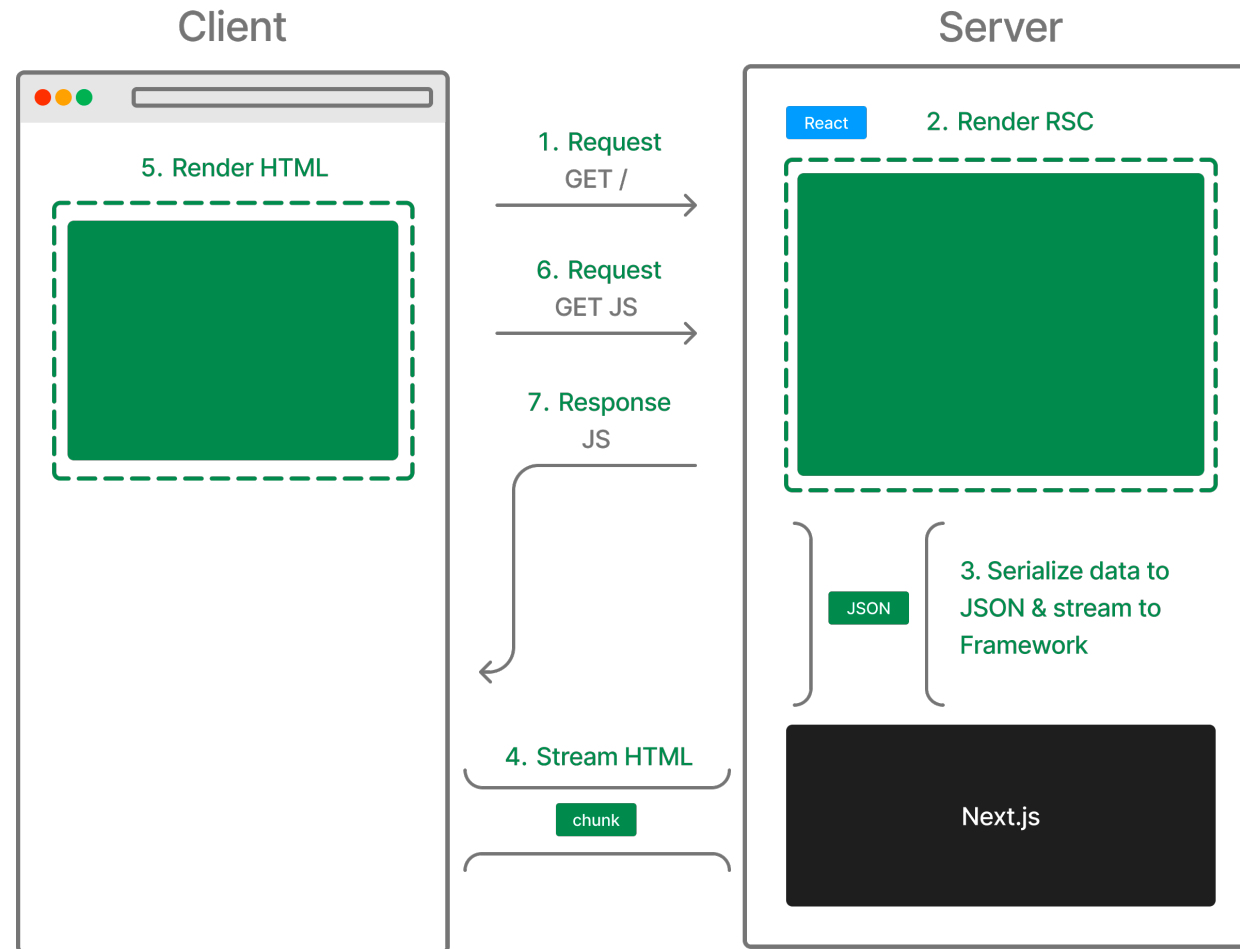 Client
Server
5. Render HTML
1. Request
GET /
6. Request
GET JS
7. Response
JS
4. Stream HTML
chunk
React
2. Render RSC
JSON
3. Serialize data to
JSON & stream to
Framework
Next.js